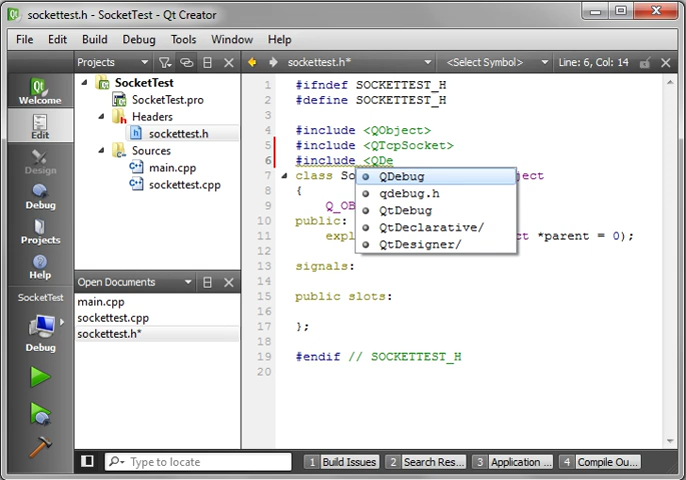 sockettest.h - SocketTest - Qt Creator
File Edit Build Debug Tools Window Help
Projects
sockettest.h*
<Select Symbol>
Line: 6, Col: 14
Welcome
Edit
Design
Debug
Projects
Help
SocketTest
Debug
SocketTest
SocketTest.pro
Headers
sockettest.h
Sources
main.cpp
sockettest.cpp
Open Documents
main.cpp
sockettest.cpp
sockettest.h*
1 #ifndef SOCKETTEST_H
2 #define SOCKETTEST_H
3
4 #include <QObject>
5 #include <QTcpSocket>
6 #include <QDe
7 class So ject
8 {
9 Q_OB
10 public:
11 expl ct *parent = 0);
12
13 signals:
14
15 public slots:
16
17 };
18
19 #endif // SOCKETTEST_H
20
QDebug
qdebug.h
QtDebug
QtDeclarative/
QtDesigner/
Type to locate
1 Build Issues
2 Search Res...
3 Application ...
4 Compile Ou...